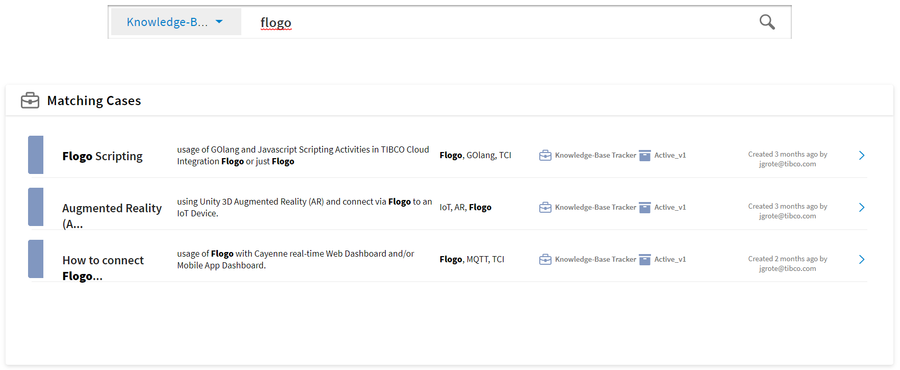 Knowledge-B... flogo
Matching Cases
Flogo Scripting
usage of GOlang and Javascript Scripting Activities in TIBCO Cloud
Integration Flogo or just Flogo
Flogo, GOlang, TCI
Knowledge-Base Tracker
Active_v1
Created 3 months ago by
jgrote@tibco.com
Augmented Reality
(A...
using Unity 3D Augmented Reality (AR) and connect via Flogo to an
IoT Device.
IoT, AR, Flogo
Knowledge-Base Tracker
Active_v1
Created 3 months ago by
jgrote@tibco.com
How to connect
Flogo...
usage of Flogo with Cayenne real-time Web Dashboard and/or
Mobile App Dashboard.
Flogo, MQTT, TCI
Knowledge-Base Tracker
Active_v1
Created 2 months ago by
jgrote@tibco.com